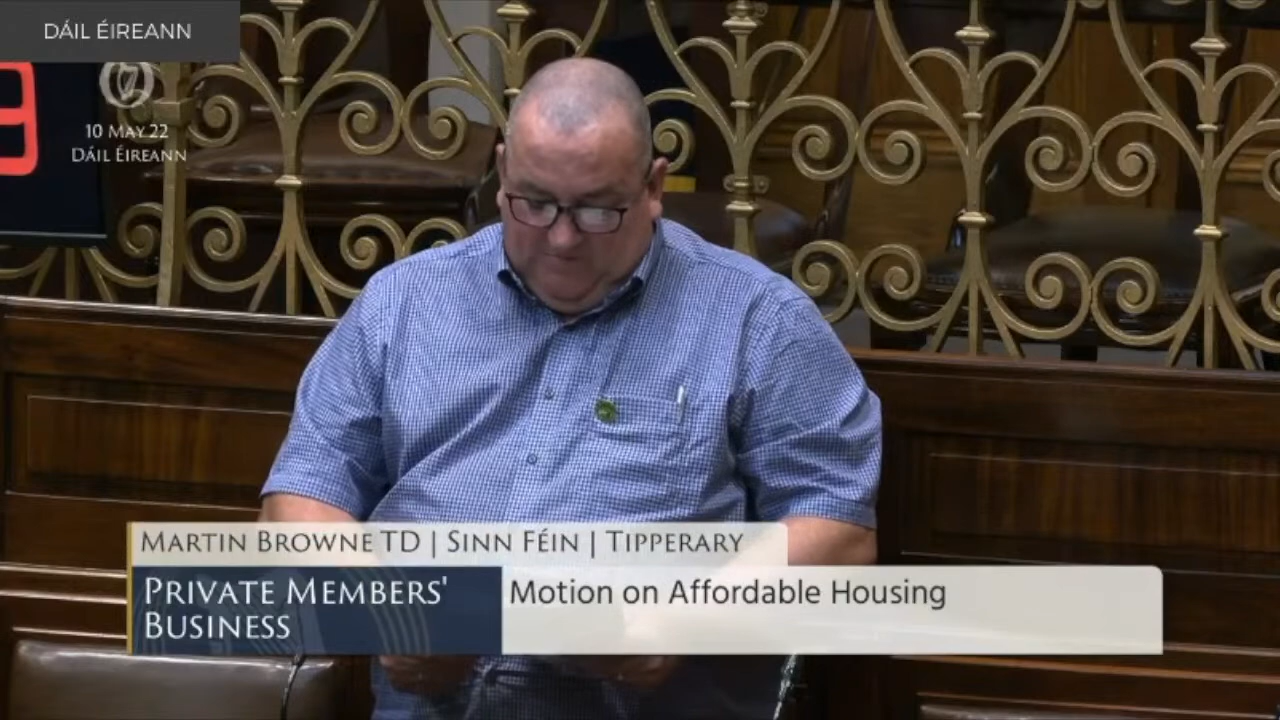 DÁIL ÉIREANN
10 MAY 22
DÁIL ÉIREANN
MARTIN BROWNE TD | SINN FÉIN | TIPPERARY
PRIVATE MEMBERS'
BUSINESS
Motion on Affordable Housing